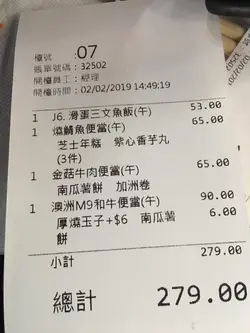 櫃號 :07
賬單號碼：32502
開檯員工：經理
開檯時間：02/02/2019 14:49:19
1 J6. 滑蛋三文魚飯(午) 53.00
1 燒鯖魚便當(午) 65.00
芝士年糕 紫心香芋丸
(3件)
1 金菇牛肉便當(午) 65.00
南瓜薯餅 加洲卷
1 澳洲M9和牛便當(午) 90.00
厚燒玉子+$6 南瓜薯 6.00
餅
小計 279.00
總計 279.00